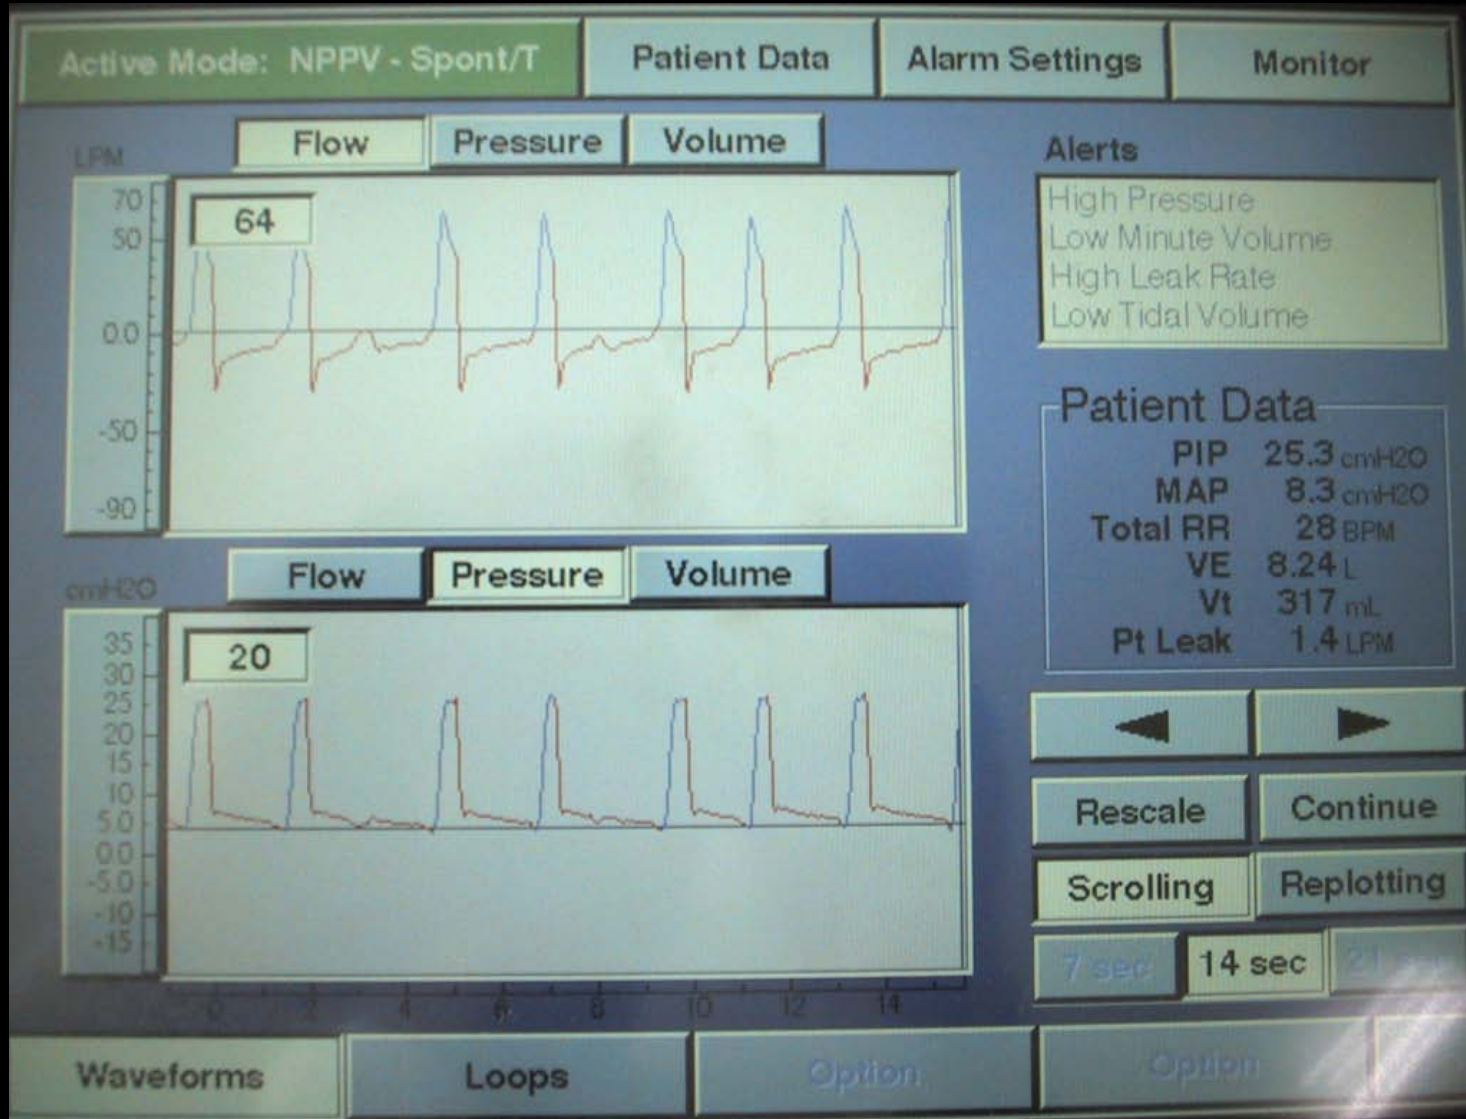 Active Mode: NPPV - Spont/T
Patient Data
Alarm Settings
Monitor
Flow
Pressure
Volume
LPM
70
50
0.0
-50
-90
64
Alerts
High Pressure
Low Minute Volume
High Leak Rate
Low Tidal Volume
Patient Data
PIP 25.3 cmH2O
MAP 8.3 cmH2O
Total RR 28 BPM
VE 8.24 L
Vt 317 mL
Pt Leak 1.4 LPM
Flow
Pressure
Volume
cmH2O
35
30
25
20
15
10
5.0
0.0
-5.0
-10
-15
20
0 2 4 6 8 10 12 14
Rescale
Continue
Scrolling
Replotting
7 sec
14 sec
Waveforms
Loops
Option
Option